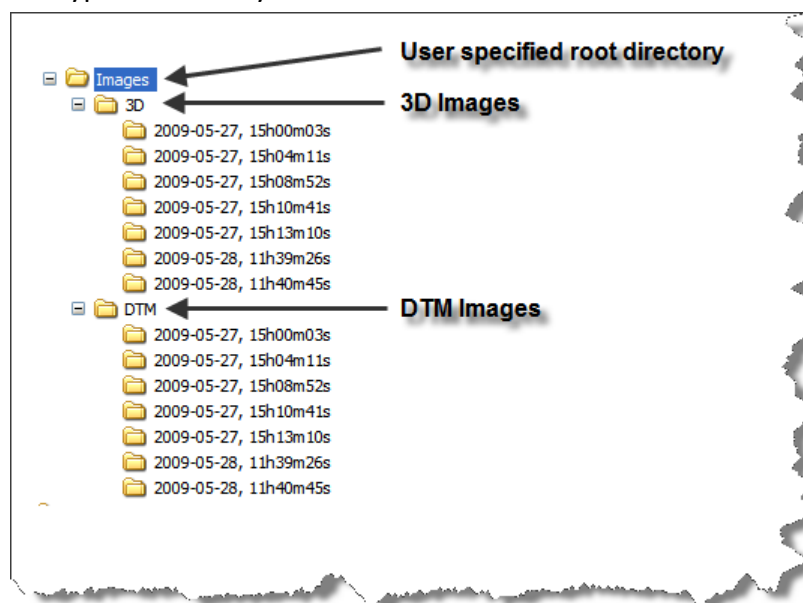 User specified root directory
Images
3D
3D Images
2009-05-27, 15h00m03s
2009-05-27, 15h04m11s
2009-05-27, 15h08m52s
2009-05-27, 15h10m41s
2009-05-27, 15h13m10s
2009-05-28, 11h39m26s
2009-05-28, 11h40m45s
DTM
DTM Images
2009-05-27, 15h00m03s
2009-05-27, 15h04m11s
2009-05-27, 15h08m52s
2009-05-27, 15h10m41s
2009-05-27, 15h13m10s
2009-05-28, 11h39m26s
2009-05-28, 11h40m45s